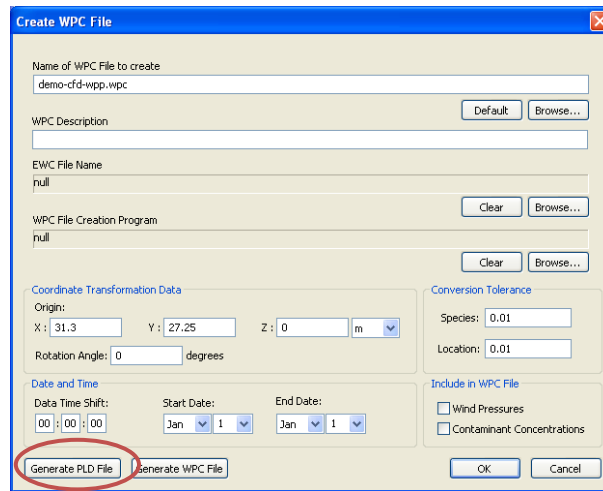 Create WPC File
Name of WPC File to create
demo-cfd-wpp.wpc
Default Browse...
WPC Description
EWC File Name
null
Clear Browse...
WPC File Creation Program
null
Clear Browse...
Coordinate Transformation Data Conversion Tolerance
Origin:
X : 31.3 Y : 27.25 Z : 0 m
Species: 0.01
Rotation Angle: 0 degrees
Location: 0.01
Date and Time Include in WPC File
Data Time Shift: Start Date: End Date:
Wind Pressures
00 : 00 : 00 Jan 1 Jan 1
Contaminant Concentrations
Generate PLD File Generate WPC File OK Cancel